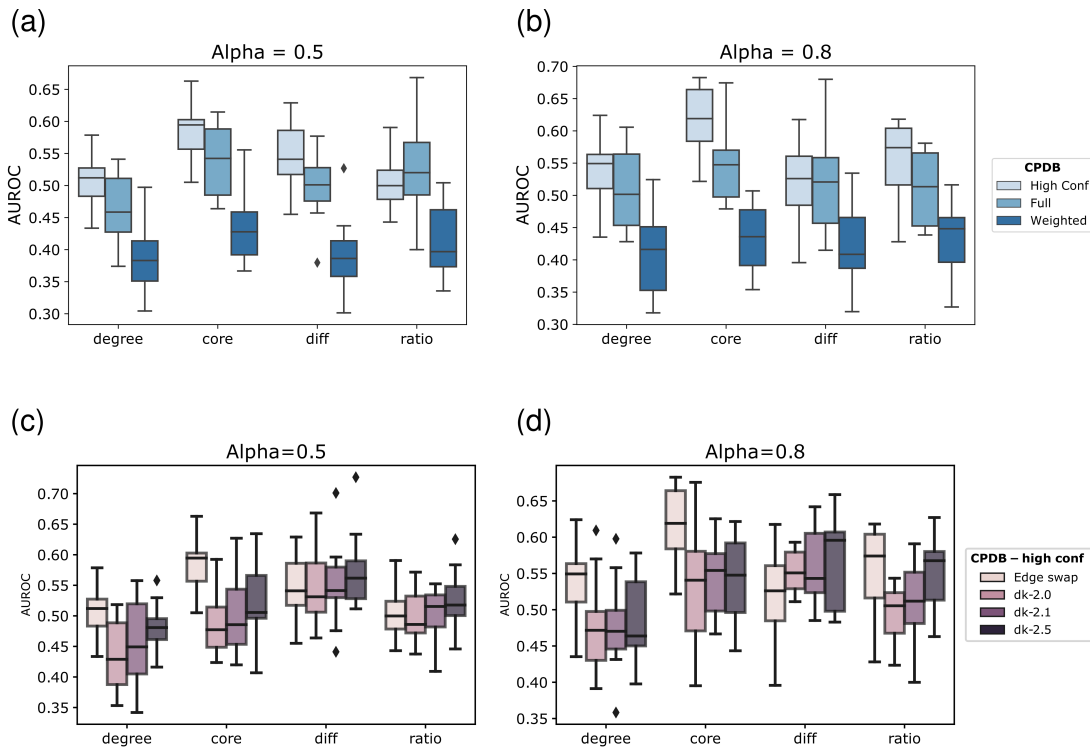 (a)
Alpha = 0.5
AUROC
0.65
0.60
0.55
0.50
0.45
0.40
0.35
0.30
degree core diff ratio
(b)
Alpha = 0.8
AUROC
0.70
0.65
0.60
0.55
0.50
0.45
0.40
0.35
0.30
degree core diff ratio
CPDB
High Conf
Full
Weighted
(c)
Alpha=0.5
AUROC
0.70
0.65
0.60
0.55
0.50
0.45
0.40
0.35
degree core diff ratio
(d)
Alpha=0.8
AUROC
0.65
0.60
0.55
0.50
0.45
0.40
0.35
degree core diff ratio
CPDB – high conf
Edge swap
dk-2.0
dk-2.1
dk-2.5